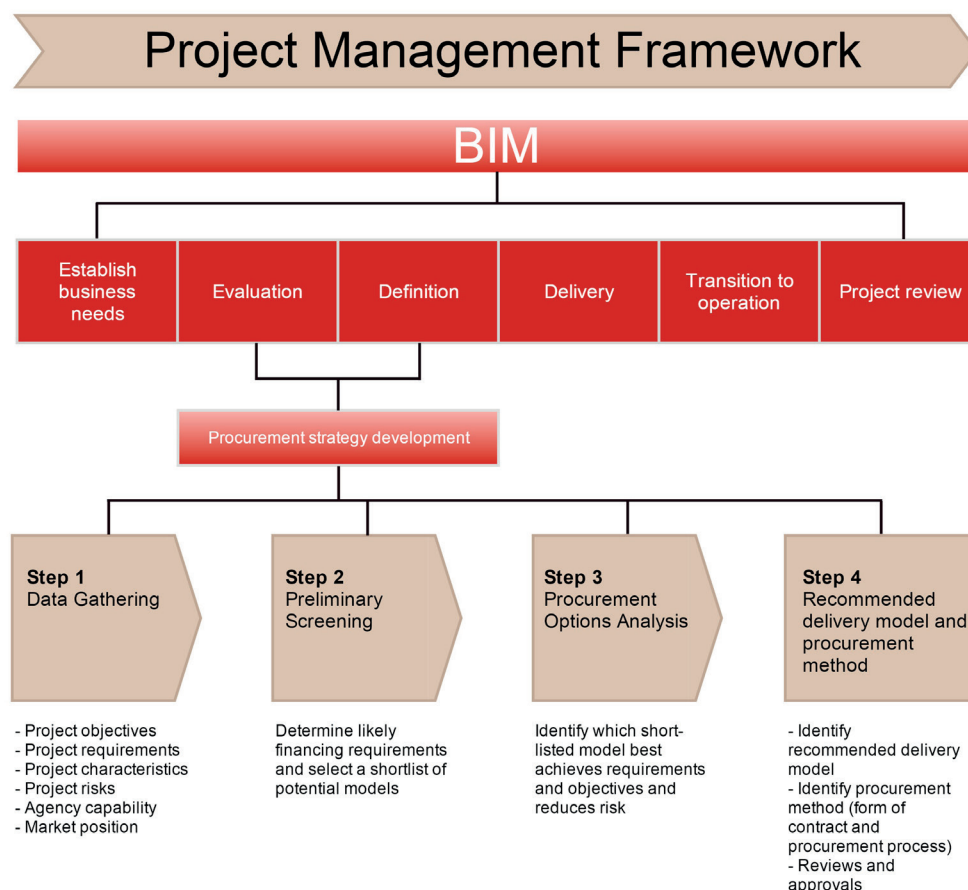 Project Management Framework
BIM
Establish
business
needs
Evaluation
Definition
Delivery
Transition to
operation
Project review
Procurement strategy development
Step 1
Data Gathering
- Project objectives
- Project requirements
- Project characteristics
- Project risks
- Agency capability
- Market position
Step 2
Preliminary
Screening
Determine likely
financing requirements
and select a shortlist of
potential models
Step 3
Procurement
Options Analysis
Identify which short-
listed model best
achieves requirements
and objectives and
reduces risk
Step 4
Recommended
delivery model and
procurement
method
- Identify
recommended delivery
model
- Identify procurement
method (form of
contract and
procurement process)
- Reviews and
approvals